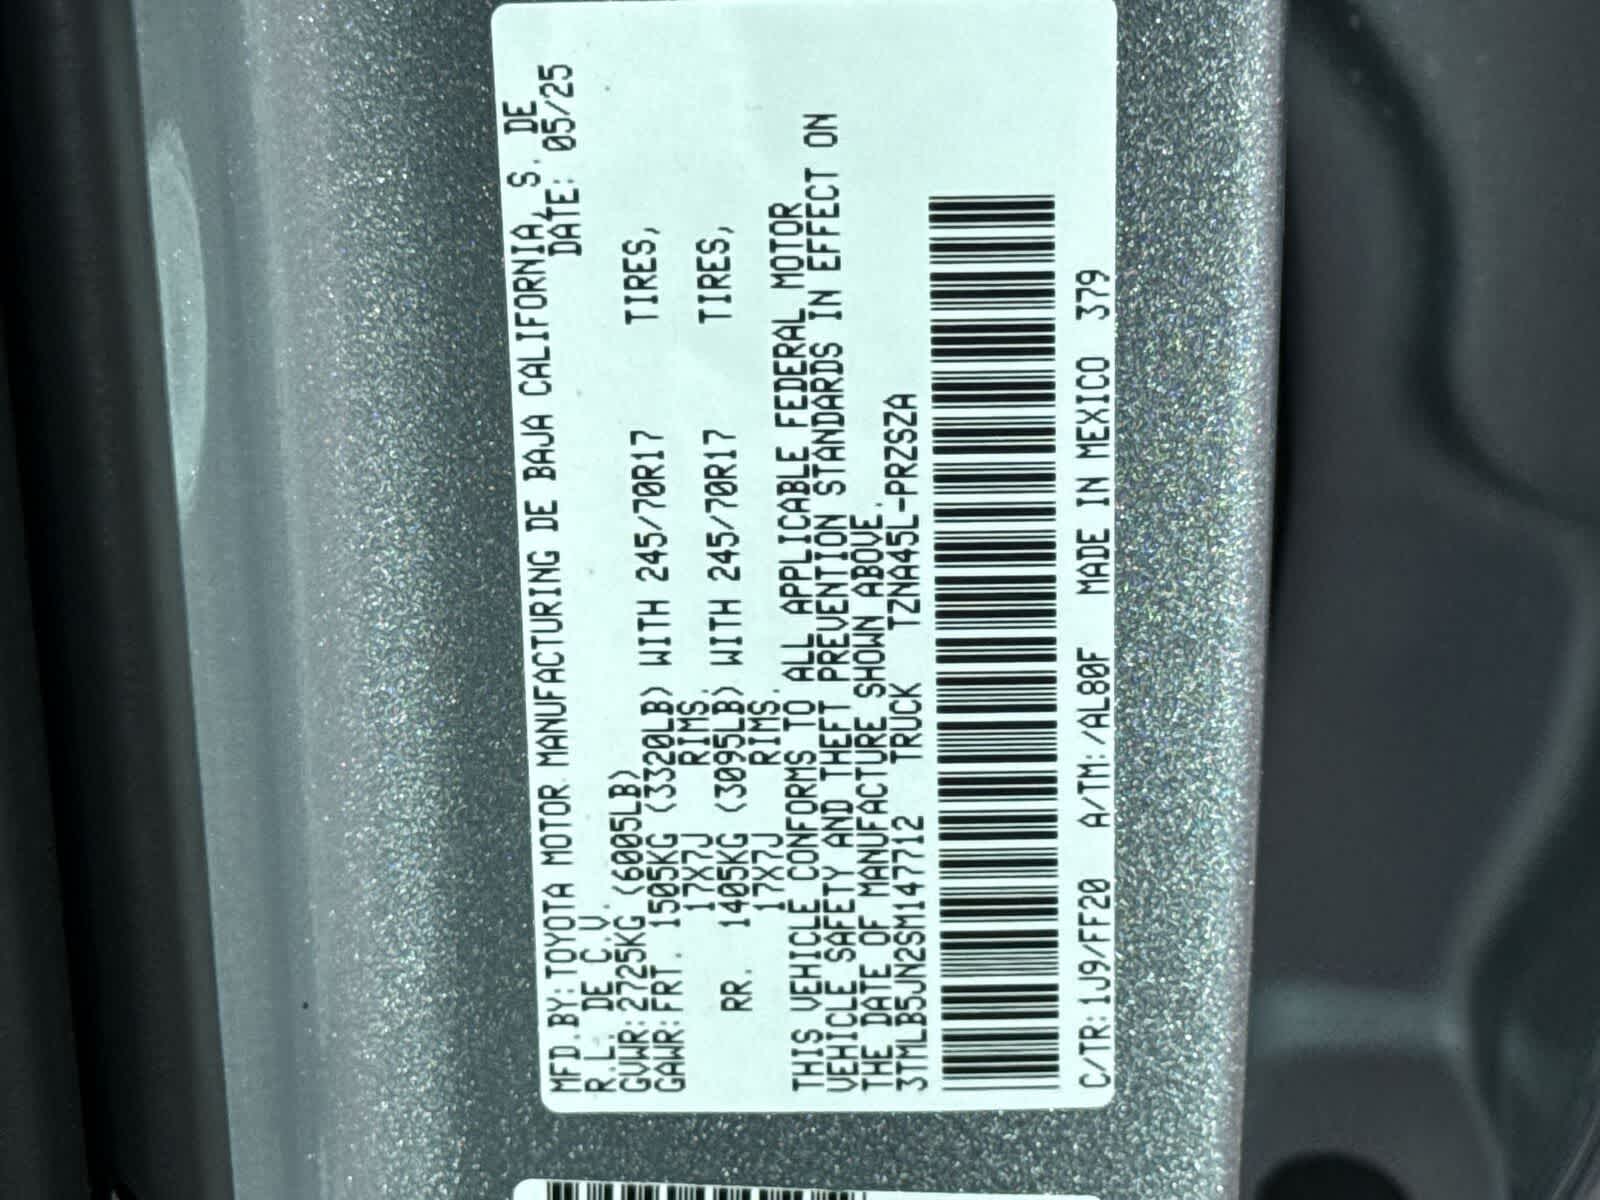 MFD.BY:TOYOTA MOTOR MANUFACTURING DE BAJA CALIFORNIA, S. DE
R.L. DE C.V. DATE: 05/25
GVWR:2725KG (6005LB)
GAWR:FRT. 1505KG (3320LB) WITH 245/70R17 TIRES,
17X7J RIMS.
RR. 1405KG (3095LB) WITH 245/70R17 TIRES,
17X7J RIMS.
THIS VEHICLE CONFORMS TO ALL APPLICABLE FEDERAL MOTOR
VEHICLE SAFETY AND THEFT PREVENTION STANDARDS IN EFFECT ON
THE DATE OF MANUFACTURE SHOWN ABOVE.
3TMLB5JN2SM147712 TRUCK TZNA45L-PRZSZA
C/TR:1J9/FF20 A/TM:/AL80F MADE IN MEXICO 379